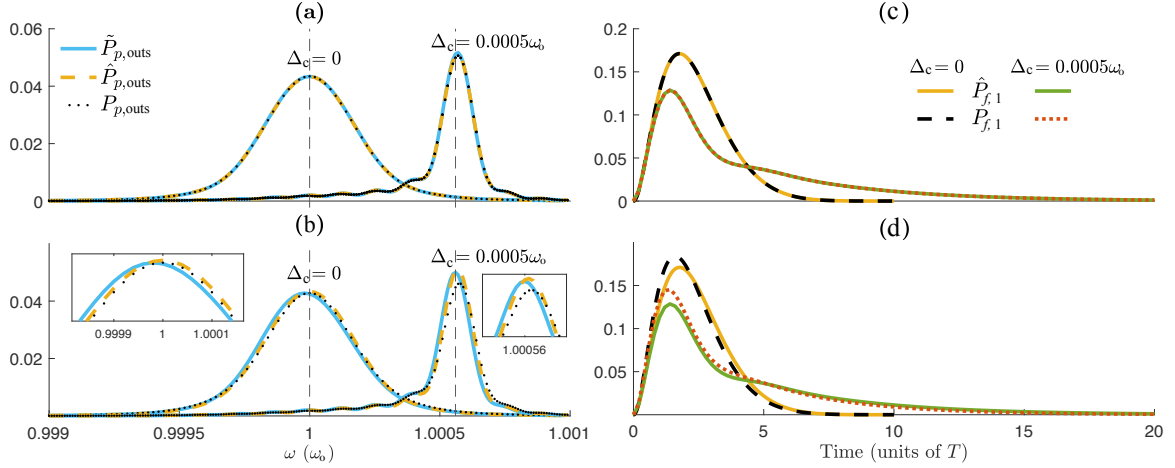 (a)
0.06
0.04
0.02
0
P̃p,outs
P̂p,outs
Pp,outs
Δc = 0
Δc = 0.0005ωo
(b)
0.04
0.02
0.9999 1 1.0001
Δc = 0
Δc = 0.0005ωo
1.00056
0.999 0.9995 1 1.0005 1.001
ω (ωo)
(c)
0.2
0.15
0.10
0.05
0
Δc = 0 Δc = 0.0005ωo
P̂f,1
Pf,1
(d)
0.15
0.1
0.05
0
0 5 10 15 20
Time (units of T)